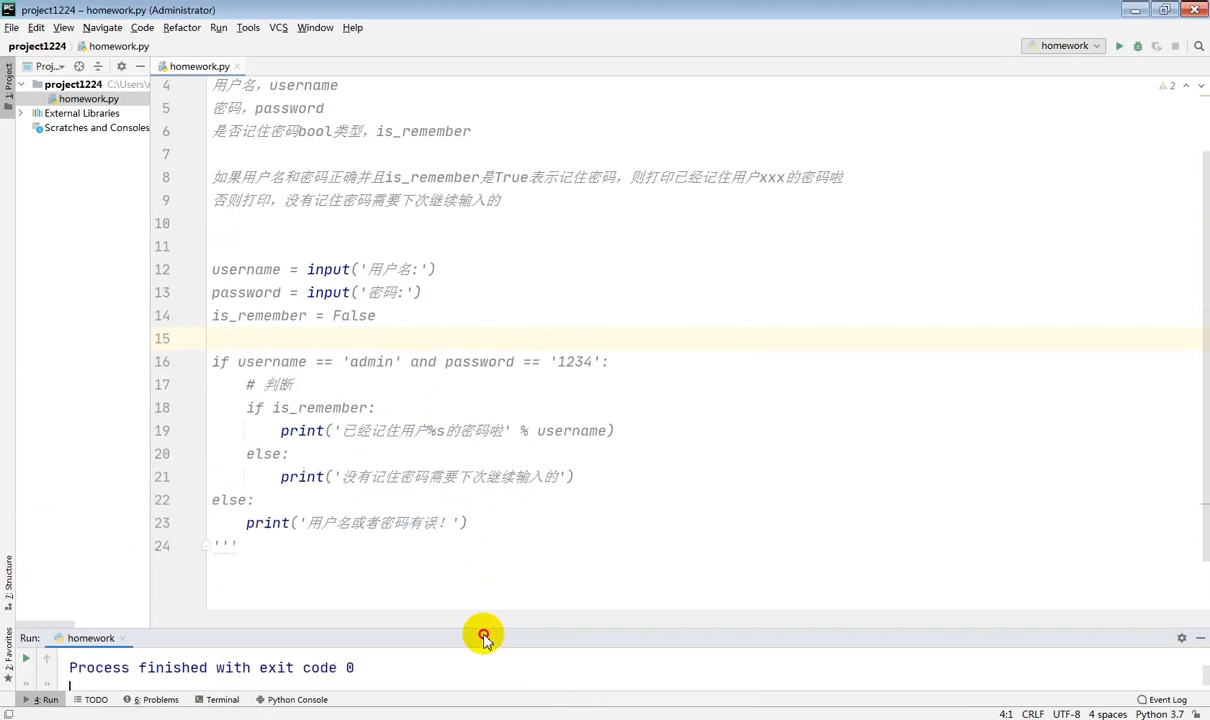 project1224 – homework.py (Administrator)
File Edit View Navigate Code Refactor Run Tools VCS Window Help
project1224 homework.py homework
1: Project Proj... homework.py
project1224 C:\Users\r
homework.py
External Libraries
Scratches and Consoles
2
4 用户名，username
5 密码，password
6 是否记住密码bool类型，is_remember
7
8 如果用户名和密码正确并且is_remember是True表示记住密码，则打印已经记住用户xxx的密码啦
9 否则打印，没有记住密码需要下次继续输入的
10
11
12 username = input('用户名:')
13 password = input('密码:')
14 is_remember = False
15
16 if username == 'admin' and password == '1234':
17 # 判断
18 if is_remember:
19 print('已经记住用户%s的密码啦' % username)
20 else:
21 print('没有记住密码需要下次继续输入的')
22 else:
23 print('用户名或者密码有误！')
24 '''
7: Structure
2: Favorites
Run: homework
Process finished with exit code 0
4: Run TODO 6: Problems Terminal Python Console Event Log
4:1 CRLF UTF-8 4 spaces Python 3.7